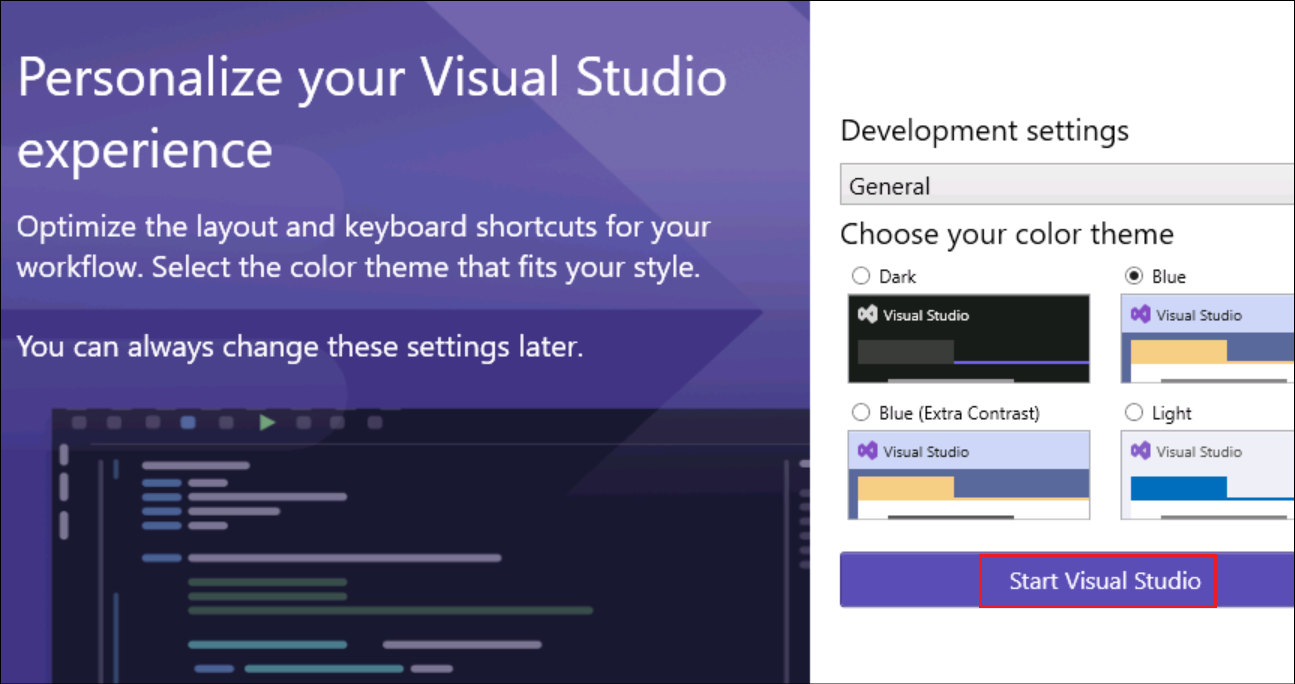 Personalize your Visual Studio
experience
Optimize the layout and keyboard shortcuts for your
workflow. Select the color theme that fits your style.
You can always change these settings later.
Development settings
General
Choose your color theme
Dark
Blue
Visual Studio
Visual Studio
Blue (Extra Contrast)
Light
Visual Studio
Visual Studio
Start Visual Studio